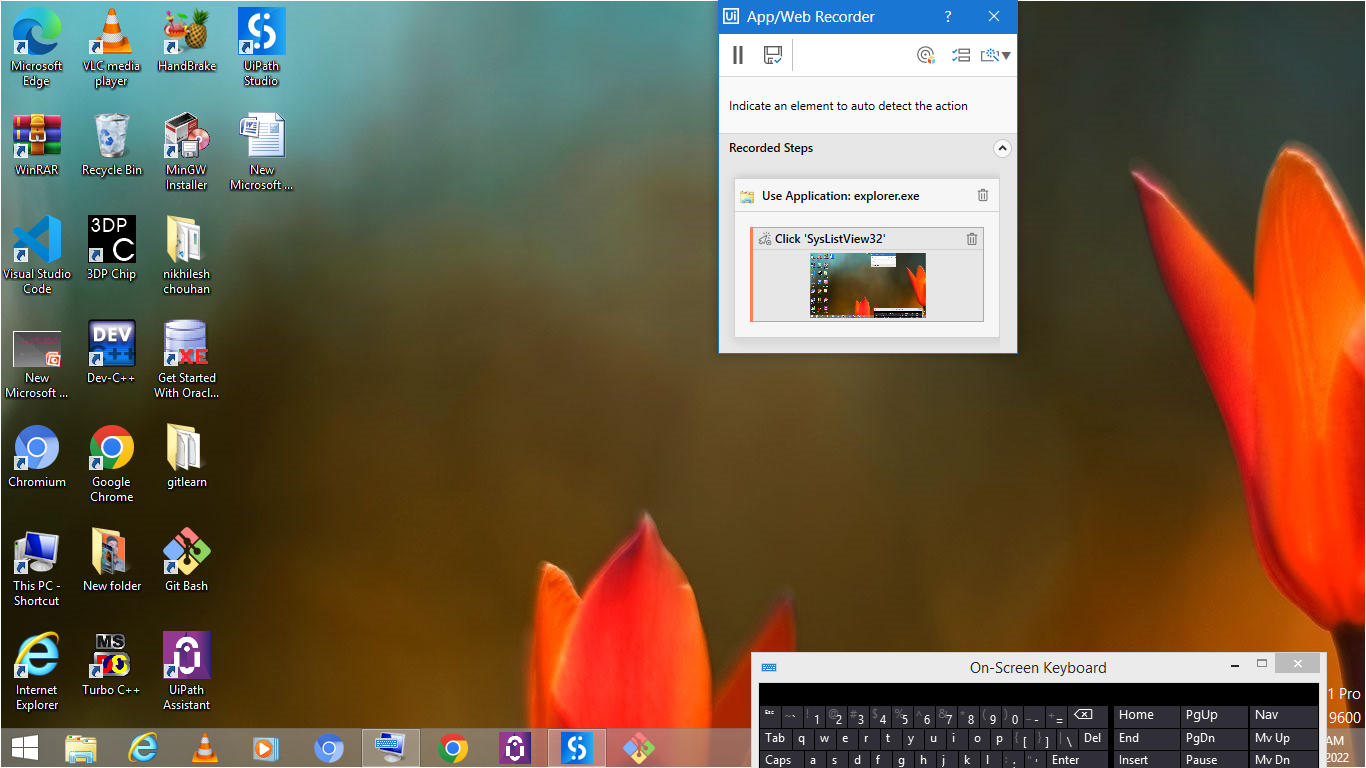 Microsoft
Edge
VLC media
player
HandBrake
UiPath
Studio
WinRAR
Recycle Bin
MinGW
Installer
New
Microsoft ...
Visual Studio
Code
3DP
C
3DP Chip
nikhilesh
chouhan
New
Microsoft ...
DEV
C++
Dev-C++
XE
Get Started
With Oracl...
Chromium
Google
Chrome
gitlearn
This PC -
Shortcut
New folder
Git Bash
Internet
Explorer
MS
Turbo C++
UiPath
Assistant
Ui App/Web Recorder ?
Indicate an element to auto detect the action
Recorded Steps
Use Application: explorer.exe
Click 'SysListView32'
On-Screen Keyboard
Esc ~ ` ! 1 @ 2 # 3 $ 4 % 5 ^ 6 & 7 * 8 ( 9 ) 0 _ - + = Home PgUp Nav
Tab q w e r t y u i o p { [ } ] | \ Del End PgDn Mv Up
Caps a s d f g h j k l : ; " ' Enter Insert Pause Mv Dn
1 Pro
9600
AM
2022